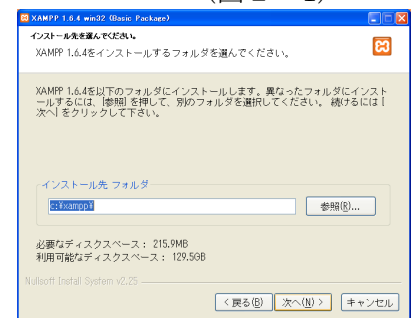 XAMPP 1.6.4 win32 (Basic Package)
インストール先を選んでください。
XAMPP 1.6.4をインストールするフォルダを選んでください。
XAMPP 1.6.4を以下のフォルダにインストールします。異なったフォルダにインスト
ールするには、[参照] を押して、別のフォルダを選択してください。 続けるには [
次へ] をクリックして下さい。
インストール先 フォルダ
c:¥xampp¥
参照(R)...
必要なディスクスペース： 215.9MB
利用可能なディスクスペース： 129.5GB
Nullsoft Install System v2.25
< 戻る(B)
次へ(N) >
キャンセル